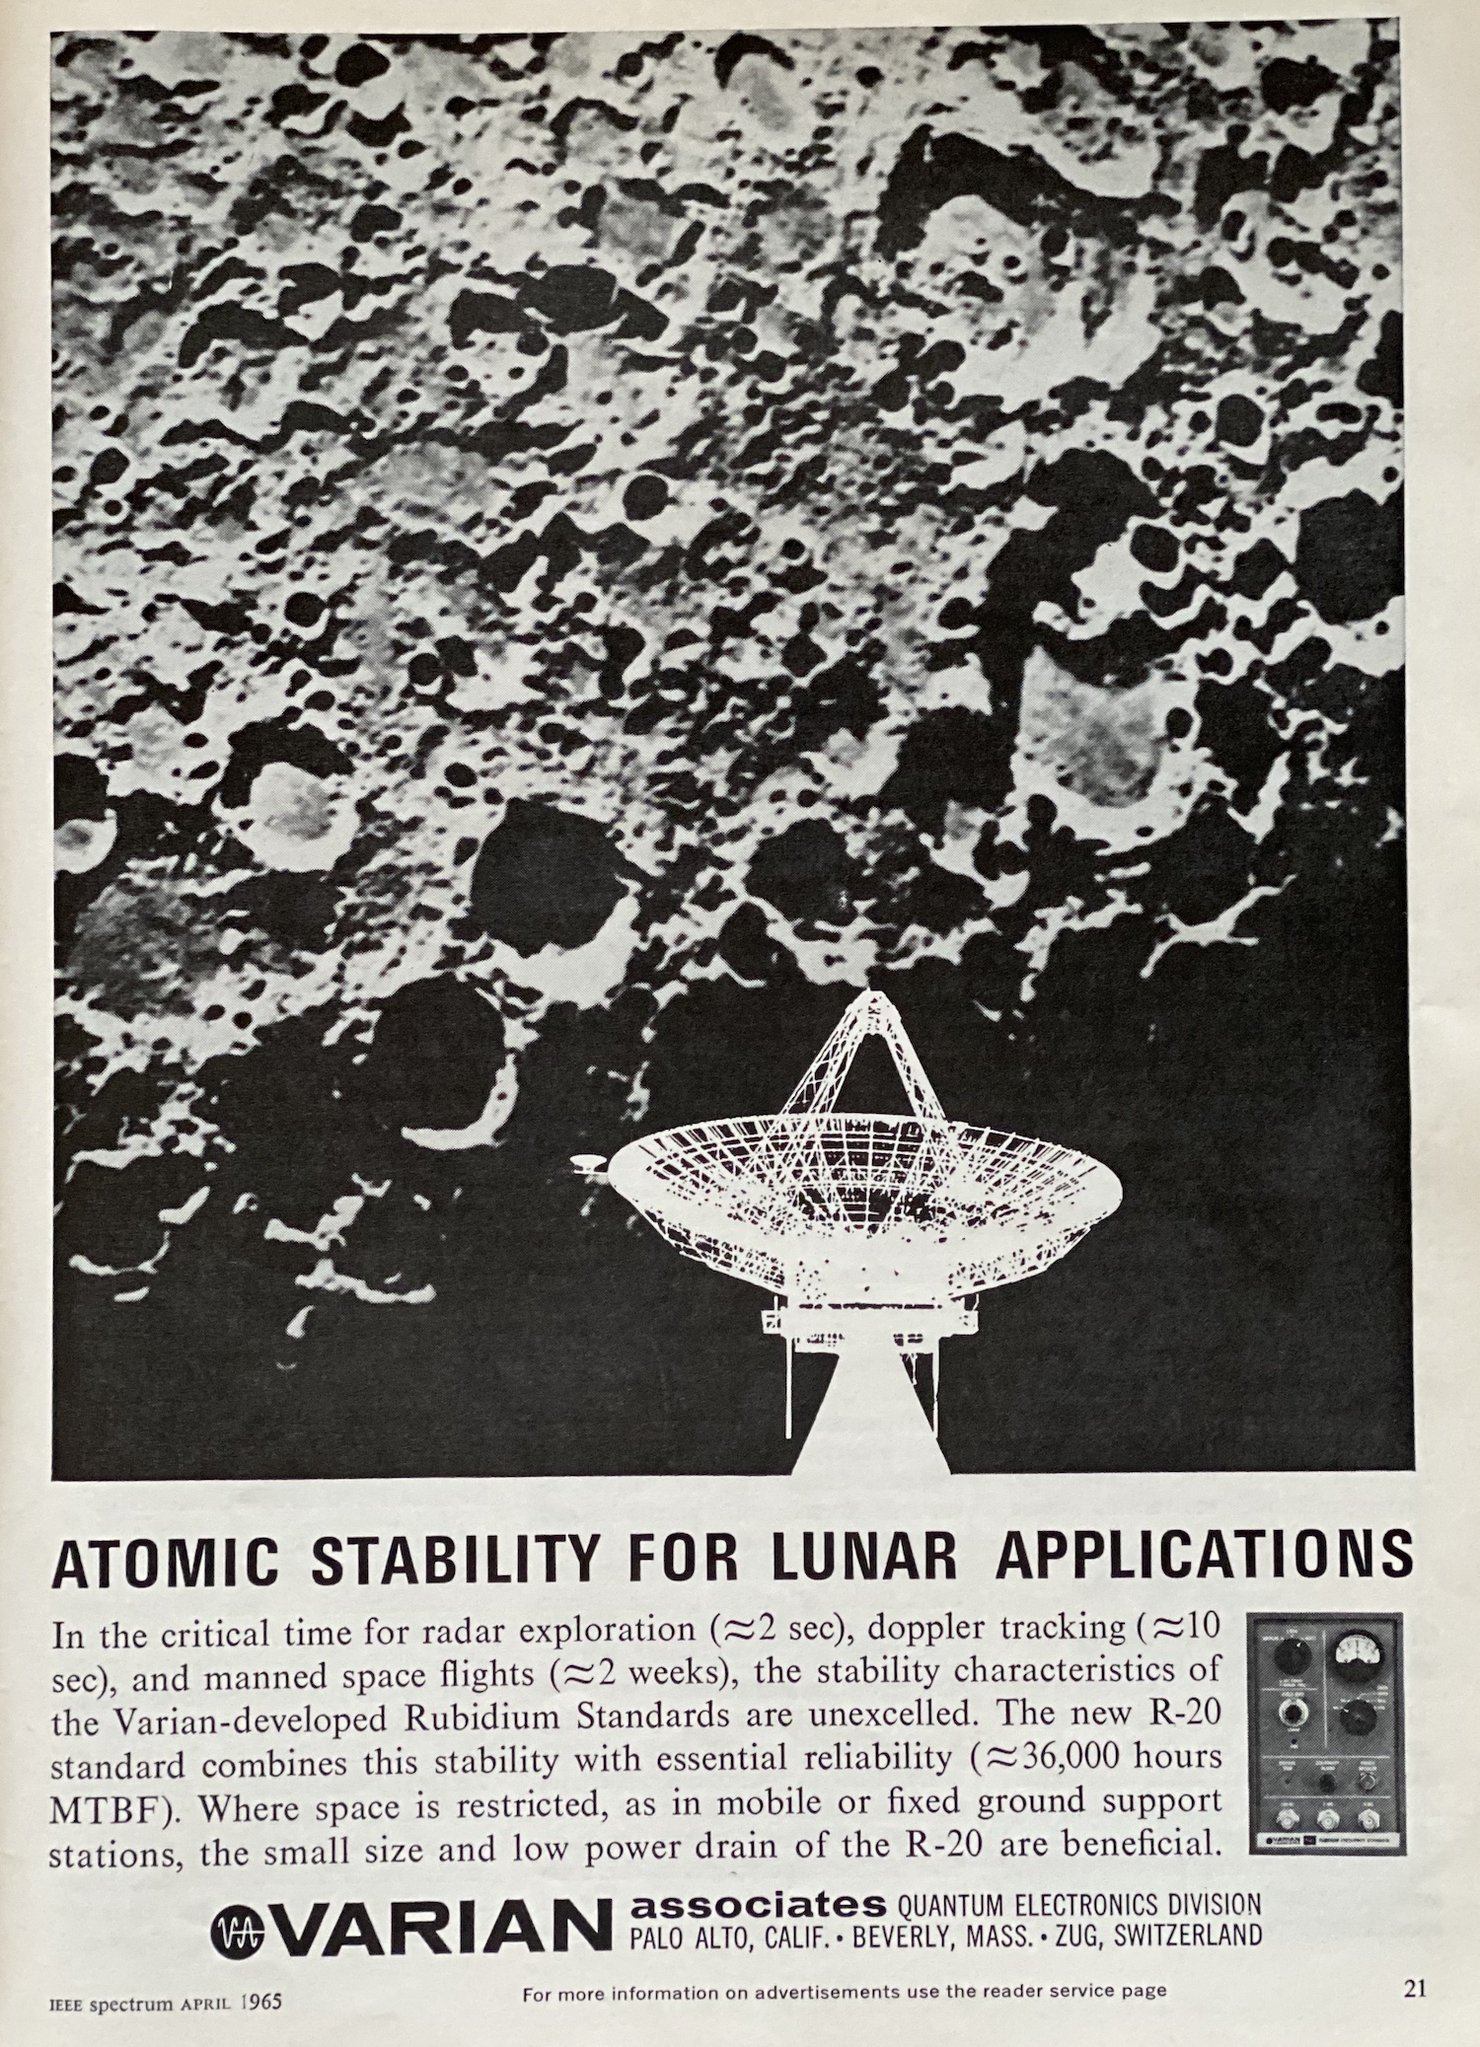 ATOMIC STABILITY FOR LUNAR APPLICATIONS
In the critical time for radar exploration (≈2 sec), doppler tracking (≈10
sec), and manned space flights (≈2 weeks), the stability characteristics of
the Varian-developed Rubidium Standards are unexcelled. The new R-20
standard combines this stability with essential reliability (≈36,000 hours
MTBF). Where space is restricted, as in mobile or fixed ground support
stations, the small size and low power drain of the R-20 are beneficial.
VARIAN
VARIAN associates QUANTUM ELECTRONICS DIVISION
PALO ALTO, CALIF. • BEVERLY, MASS. • ZUG, SWITZERLAND
IEEE spectrum APRIL 1965
For more information on advertisements use the reader service page
21